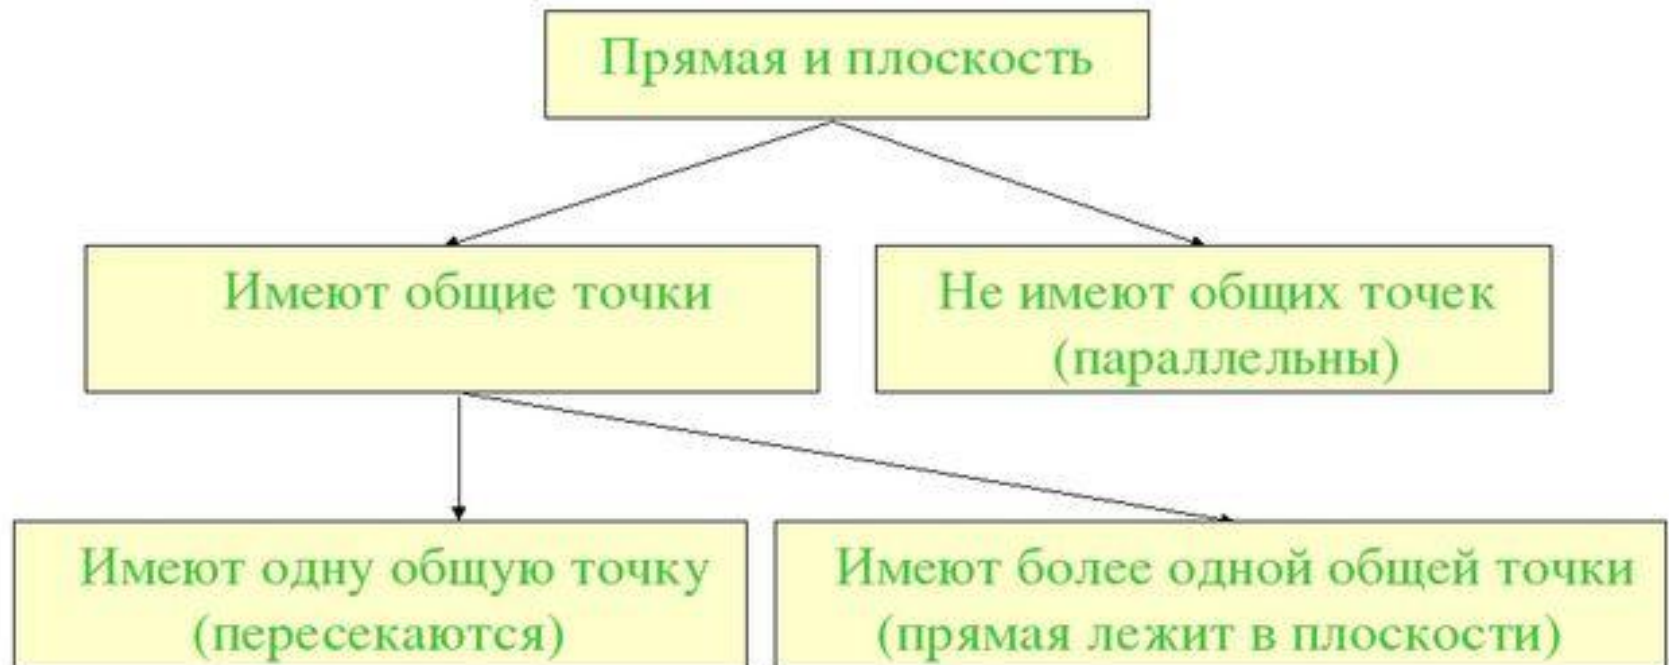 Прямая и плоскость
Имеют общие точки
Не имеют общих точек
(параллельны)
Имеют одну общую точку
(пересекаются)
Имеют более одной общей точки
(прямая лежит в плоскости)